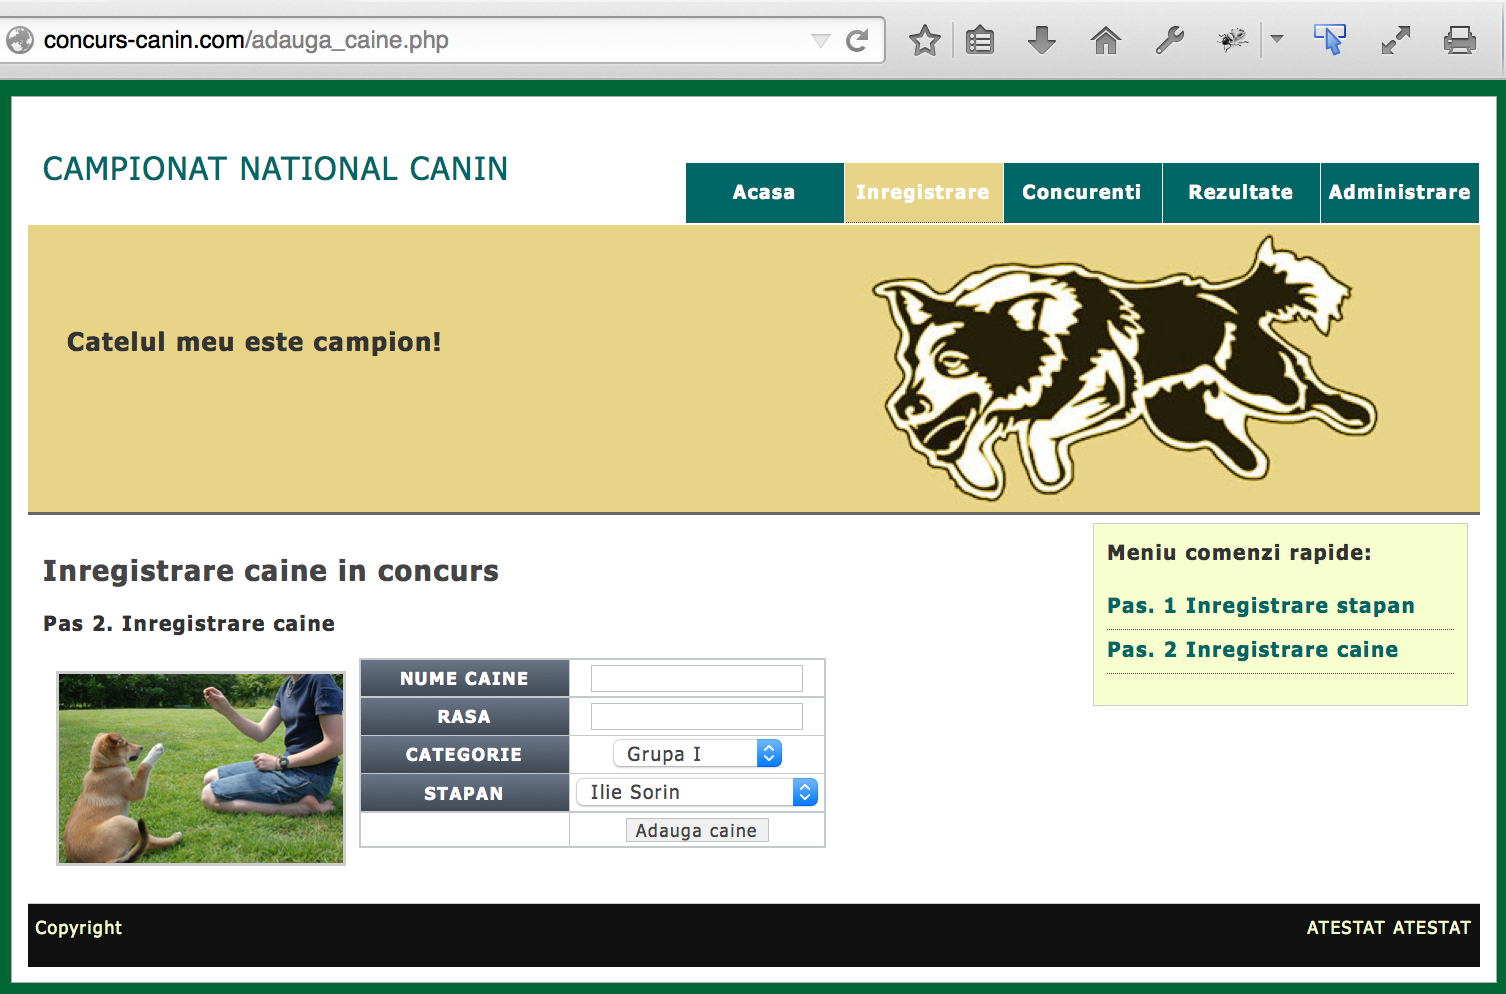 concurs-canin.com/adauga_caine.php
CAMPIONAT NATIONAL CANIN
Acasa Inregistrare Concurenti Rezultate Administrare
Catelul meu este campion!
Inregistrare caine in concurs
Pas 2. Inregistrare caine
NUME CAINE
RASA
CATEGORIE Grupa I
STAPAN Ilie Sorin
Adauga caine
Meniu comenzi rapide:
Pas. 1 Inregistrare stapan
Pas. 2 Inregistrare caine
Copyright ATESTAT ATESTAT